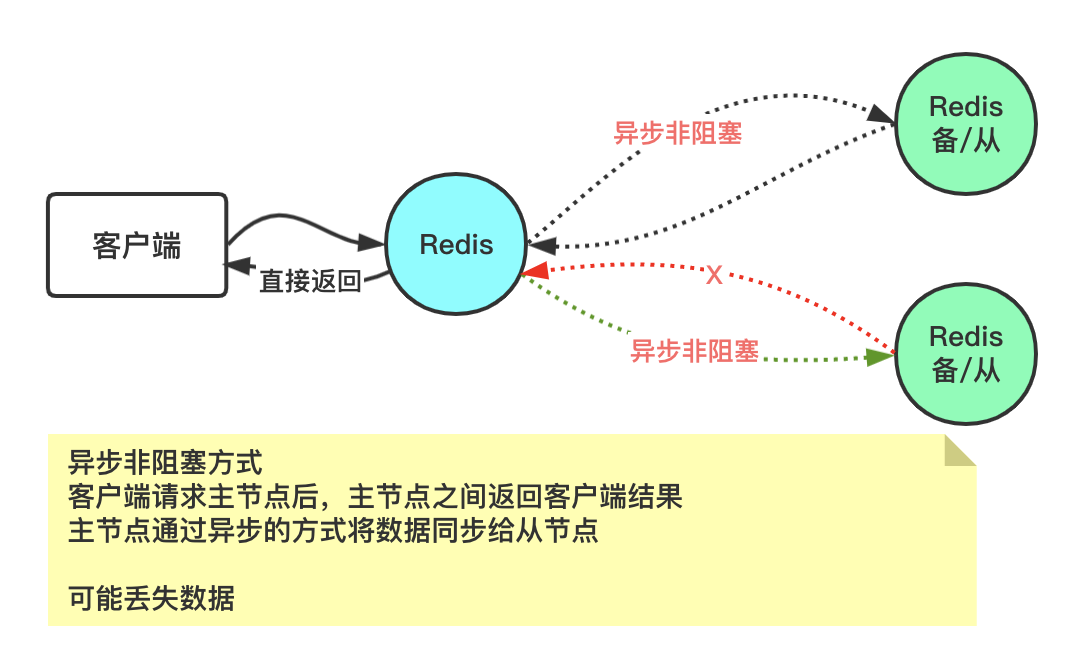 Redis
备/从
异步非阻塞
客户端
Redis
直接返回
X
Redis
备/从
异步非阻塞
异步非阻塞方式
客户端请求主节点后，主节点之间返回客户端结果
主节点通过异步的方式将数据同步给从节点
可能丢失数据